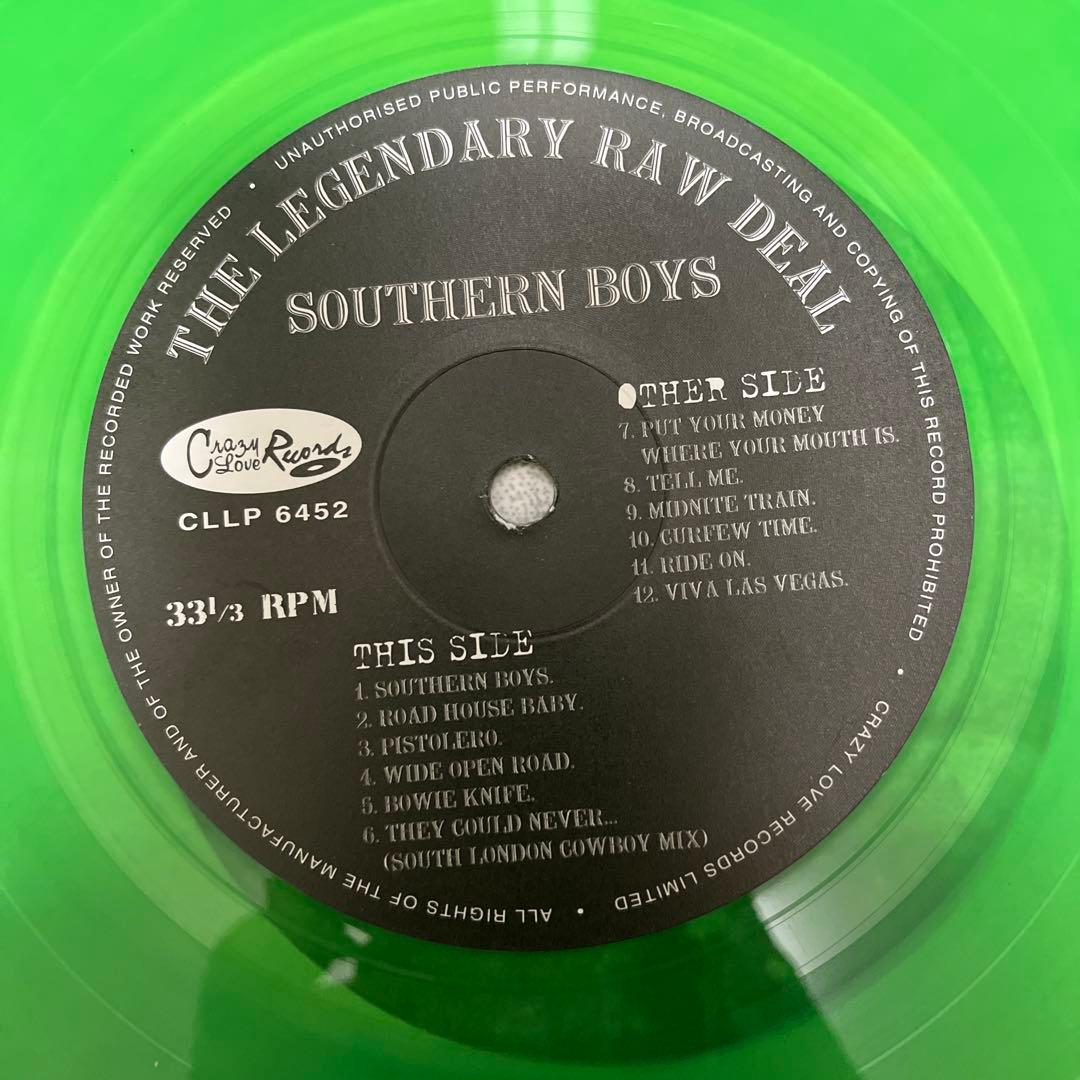 UNAUTHORISED PUBLIC PERFORMANCE, BROADCASTING AND COPYING OF THIS RECORD PROHIBITED • CRAZY LOVE RECORDS LIMITED • ALL RIGHTS OF THE MANUFACTURER AND OF THE OWNER OF THE RECORDED WORK RESERVED •
THE LEGENDARY RAW DEAL
SOUTHERN BOYS
Crazy Love Records
CLLP 6452
33 1/3 RPM
THIS SIDE
1. SOUTHERN BOYS.
2. ROAD HOUSE BABY.
3. PISTOLERO.
4. WIDE OPEN ROAD.
5. BOWIE KNIFE.
6. THEY COULD NEVER...
(SOUTH LONDON COWBOY MIX)
OTHER SIDE
7. PUT YOUR MONEY
WHERE YOUR MOUTH IS.
8. TELL ME.
9. MIDNITE TRAIN.
10. CURFEW TIME.
11. RIDE ON.
12. VIVA LAS VEGAS.